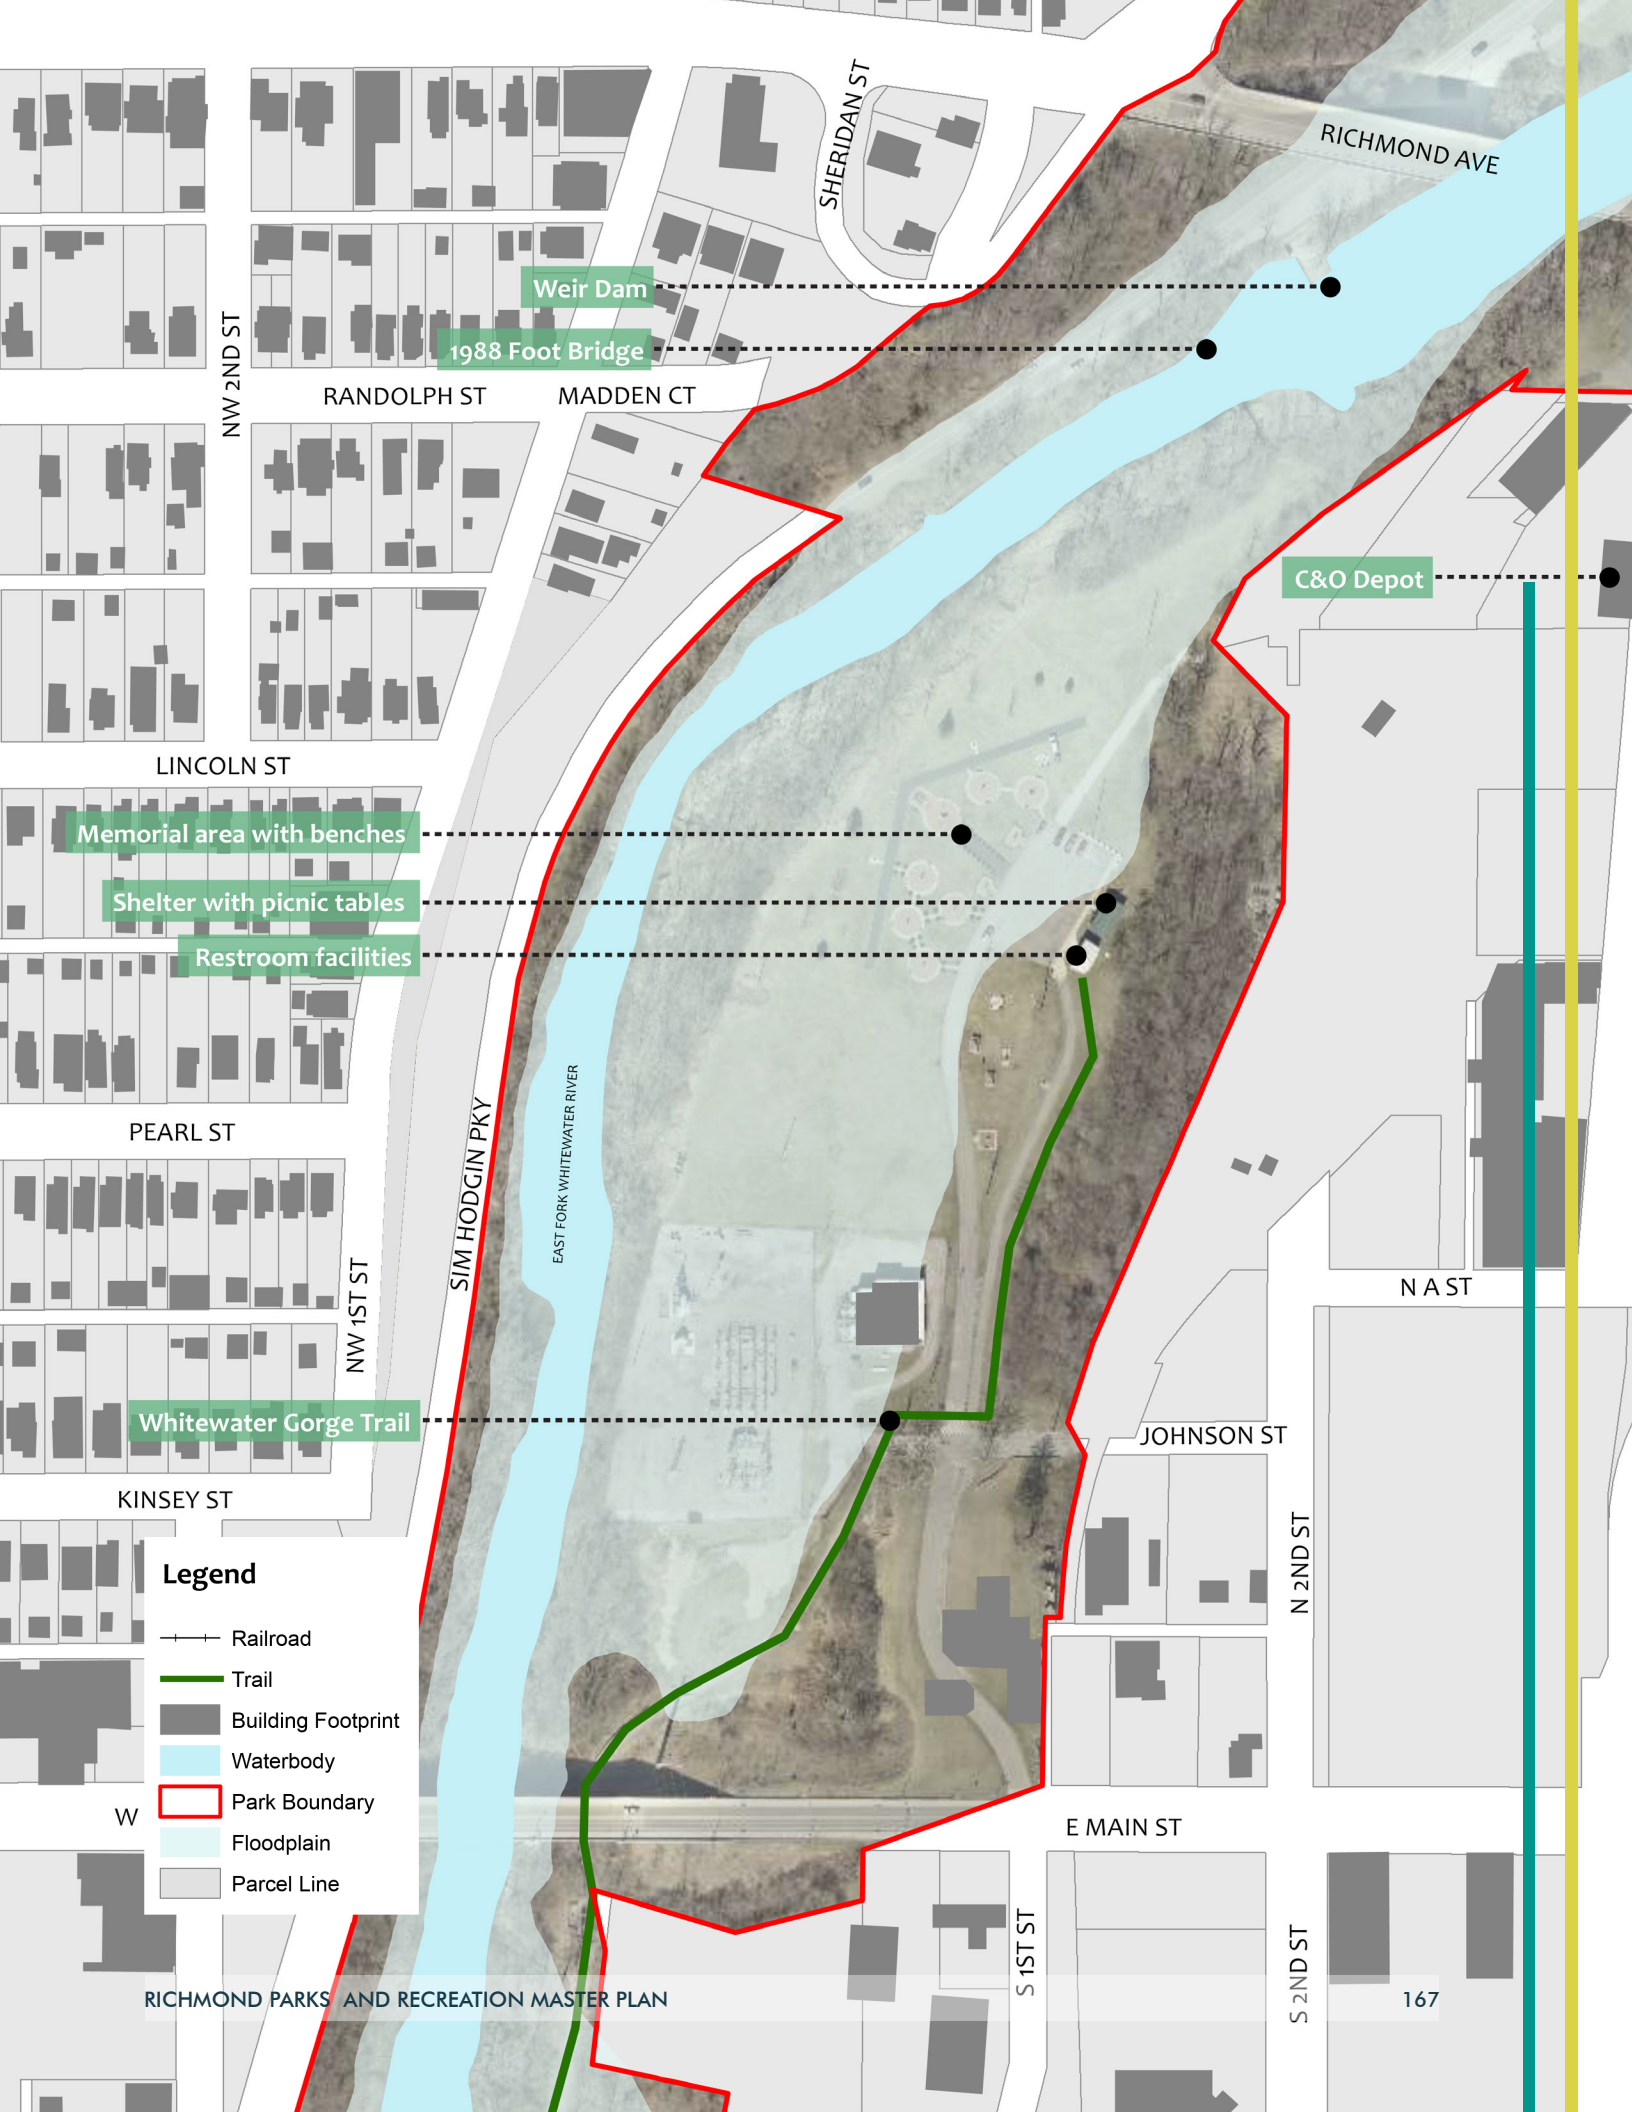 SHERIDAN ST
RICHMOND AVE
Weir Dam
1988 Foot Bridge
NW 2ND ST
RANDOLPH ST
MADDEN CT
C&O Depot
LINCOLN ST
Memorial area with benches
Shelter with picnic tables
Restroom facilities
EAST FORK WHITEWATER RIVER
PEARL ST
SIM HODGIN PKY
NW 1ST ST
N A ST
Whitewater Gorge Trail
JOHNSON ST
KINSEY ST
N 2ND ST
Legend
Railroad
Trail
Building Footprint
Waterbody
Park Boundary
Floodplain
Parcel Line
W
E MAIN ST
S 1ST ST
S 2ND ST
RICHMOND PARKS AND RECREATION MASTER PLAN
167